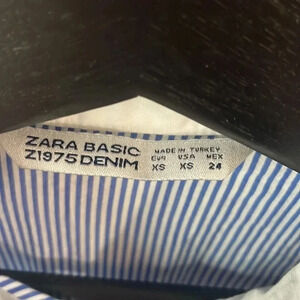 ZARA BASIC
Z1975 DENIM
MADE IN TURKEY
EUR USA MEX
XS XS 24